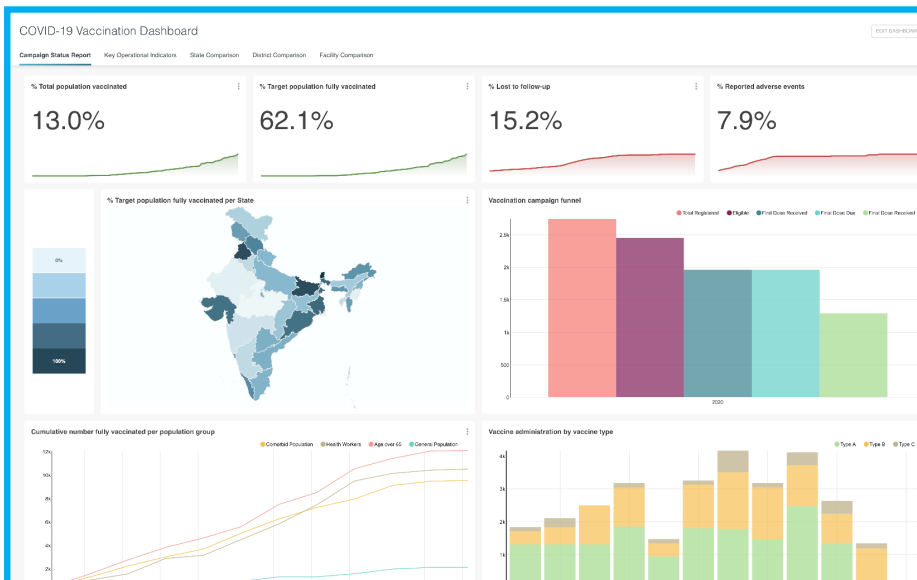 COVID-19 Vaccination Dashboard
EDIT DASHBOARD
Campaign Status Report Key Operational Indicators State Comparison District Comparison Facility Comparison
% Total population vaccinated % Target population fully vaccinated % Lost to follow-up % Reported adverse events
13.0% 62.1% 15.2% 7.9%
% Target population fully vaccinated per State
0%
100%
Vaccination campaign funnel
Total Registered Eligible First Dose Received Final Dose Due Final Dose Received
2.5k
2k
1.5k
1k
500
0
2020
Cumulative number fully vaccinated per population group
Comorbid Population Health Workers Age over 65 General Population
12k
10k
8k
6k
4k
2k
Vaccine administration by vaccine type
Type A Type B Type C
4k
3k
2k
1k